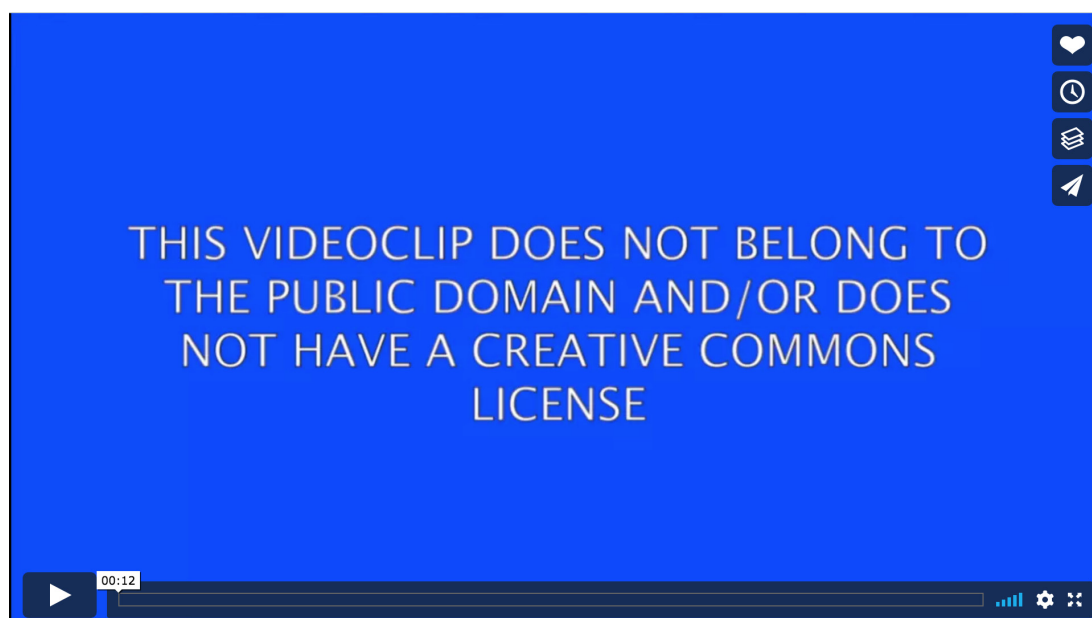 THIS VIDEOCLIP DOES NOT BELONG TO
THE PUBLIC DOMAIN AND/OR DOES
NOT HAVE A CREATIVE COMMONS
LICENSE
00:12